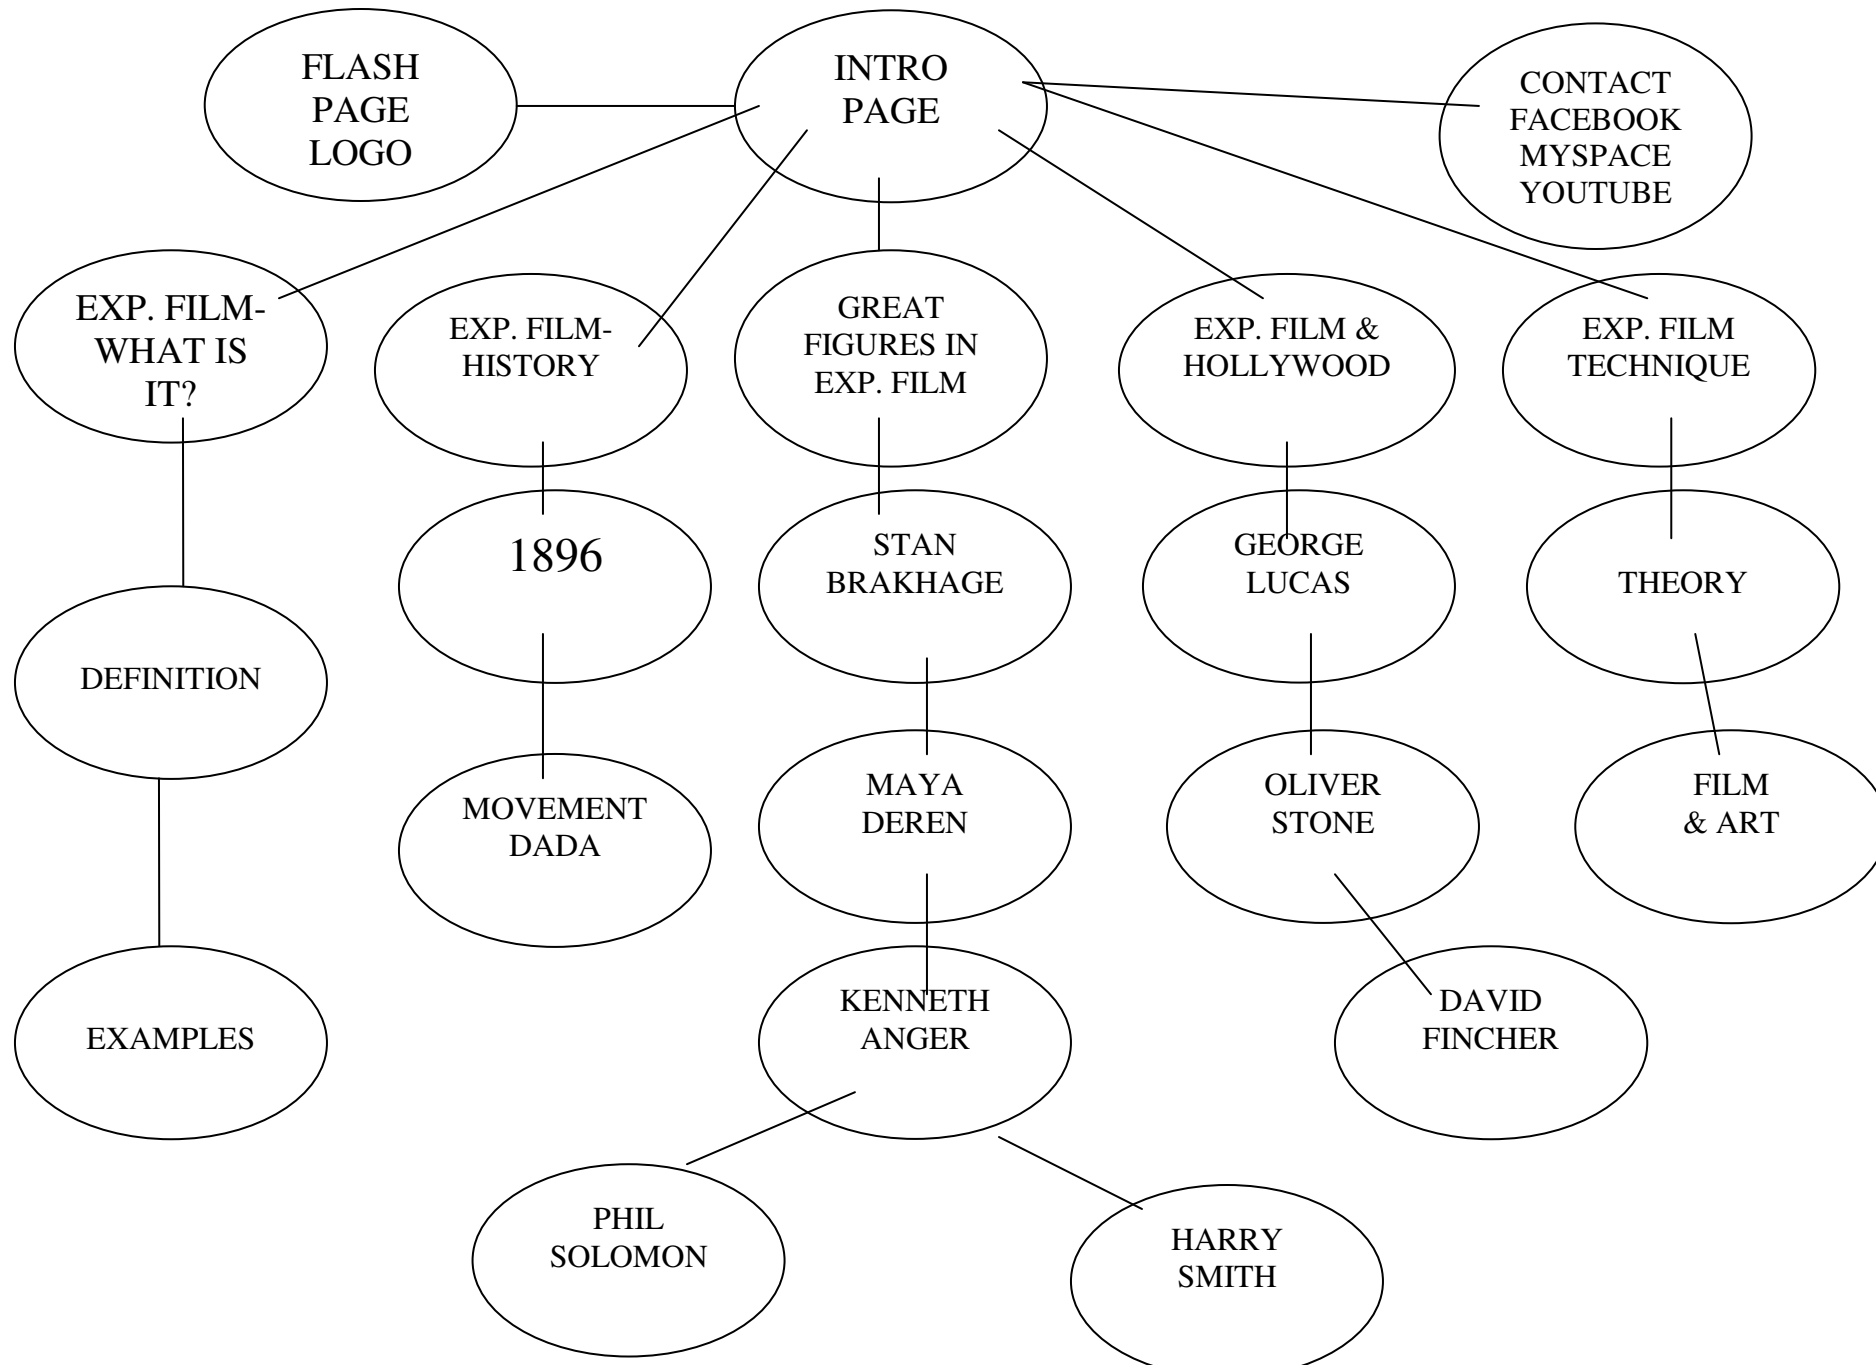 FLASH
PAGE
LOGO
INTRO
PAGE
CONTACT
FACEBOOK
MYSPACE
YOUTUBE
EXP. FILM-
WHAT IS
IT?
EXP. FILM-
HISTORY
GREAT
FIGURES IN
EXP. FILM
EXP. FILM &
HOLLYWOOD
EXP. FILM
TECHNIQUE
1896
STAN
BRAKHAGE
GEORGE
LUCAS
THEORY
DEFINITION
MOVEMENT
DADA
MAYA
DEREN
OLIVER
STONE
FILM
& ART
EXAMPLES
KENNETH
ANGER
DAVID
FINCHER
PHIL
SOLOMON
HARRY
SMITH